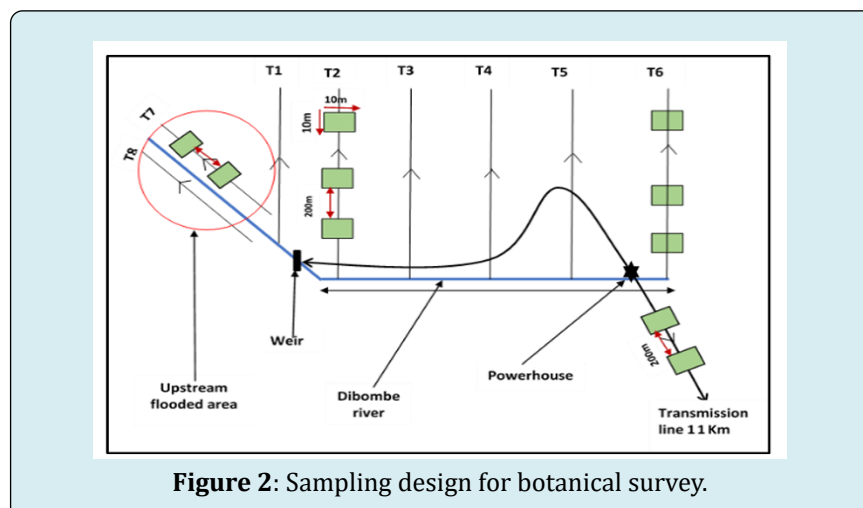 T1
T2
T3
T4
T5
T6
10m
10m
T7
T8
200m
Weir
Upstream
flooded area
Dibombe
river
Powerhouse
200m
Transmission
line 11 Km
Figure 2: Sampling design for botanical survey.